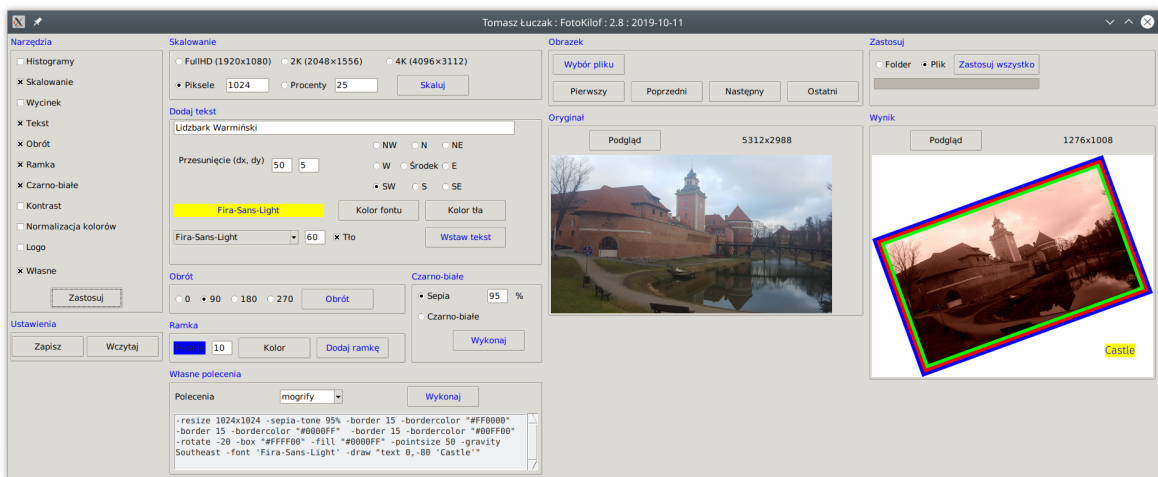 Tomasz Łuczak : FotoKilof : 2.8 : 2019-10-11
Narzędzia
Histogramy
Skalowanie
Wycinek
Tekst
Obrót
Ramka
Czarno-białe
Kontrast
Normalizacja kolorów
Logo
Własne
Zastosuj
Ustawienia
Zapisz Wczytaj
Skalowanie
FullHD (1920x1080) 2K (2048×1556) 4K (4096×3112)
Piksele 1024 Procenty 25 Skaluj
Dodaj tekst
Lidzbark Warmiński
NW N NE
Przesunięcie (dx, dy) 50 5 W Środek E
SW S SE
Fira-Sans-Light Kolor fontu Kolor tła
Fira-Sans-Light 60 Tło Wstaw tekst
Obrót
0 90 180 270 Obrót
Ramka
10 Kolor Dodaj ramkę
Czarno-białe
Sepia 95 %
Czarno-białe
Wykonaj
Własne polecenia
Polecenia mogrify Wykonaj
-resize 1024x1024 -sepia-tone 95% -border 15 -bordercolor "#FF0000"
-border 15 -bordercolor "#0000FF" -border 15 -bordercolor "#00FF00"
-rotate -20 -box "#FFFF00" -fill "#0000FF" -pointsize 50 -gravity
Southeast -font 'Fira-Sans-Light' -draw "text 0,-80 'Castle'"
Obrazek
Wybór pliku
Pierwszy Poprzedni Następny Ostatni
Oryginał
Podgląd 5312x2988
Zastosuj
Folder Plik Zastosuj wszystko
Wynik
Podgląd 1276x1008
Castle